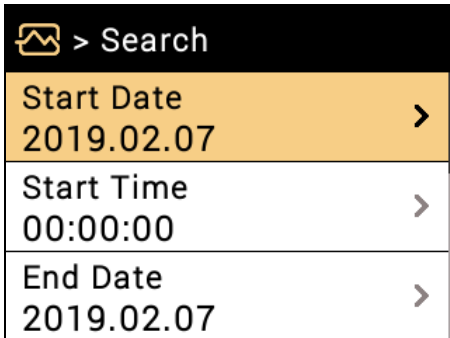 > Search
Start Date
2019.02.07
Start Time
00:00:00
End Date
2019.02.07